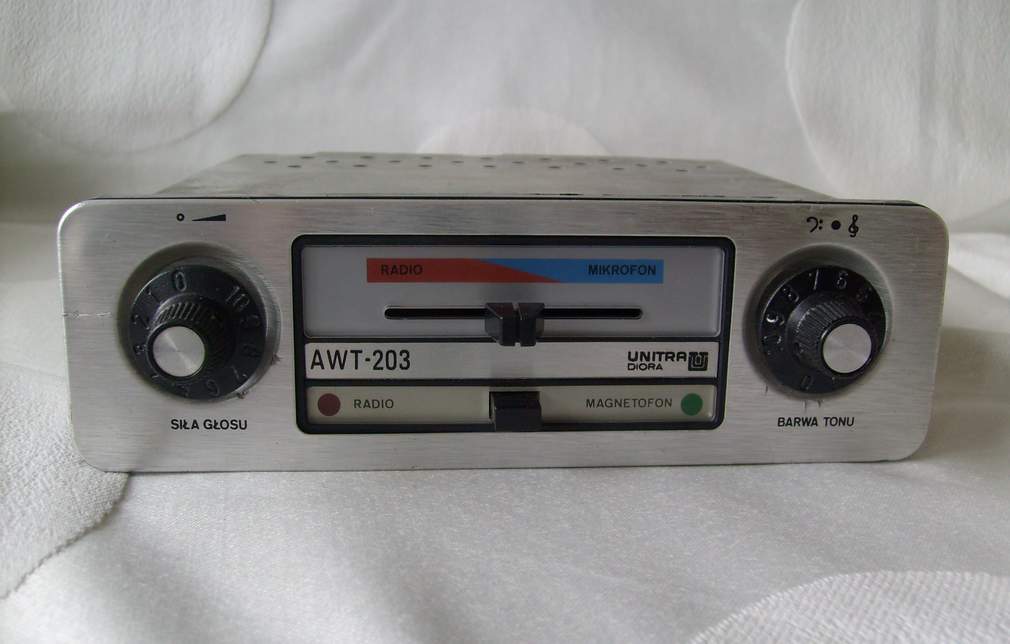 RADIO MIKROFON
AWT-203 UNITRA
DIORA
RADIO MAGNETOFON
SIŁA GŁOSU
BARWA TONU